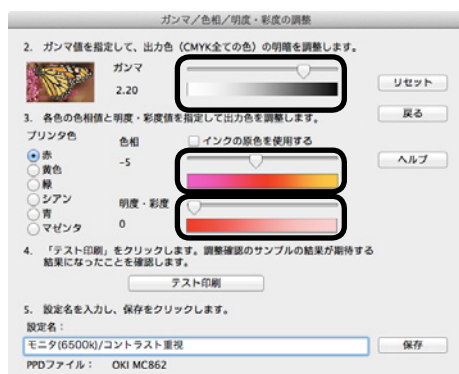 ガンマ／色相／明度・彩度の調整
2. ガンマ値を指定して、出力色（CMYK全ての色）の明暗を調整します。
ガンマ
2.20
リセット
3. 各色の色相値と明度・彩度値を指定して出力色を調整します。
戻る
プリンタ色
色相
インクの原色を使用する
赤
-5
ヘルプ
黄色
緑
シアン
明度・彩度
青
0
マゼンタ
4. 「テスト印刷」をクリックします。調整確認のサンプルの結果が期待する
結果になったことを確認します。
テスト印刷
5. 設定名を入力し、保存をクリックします。
設定名：
モニタ(6500k)/コントラスト重視
保存
PPDファイル： OKI MC862